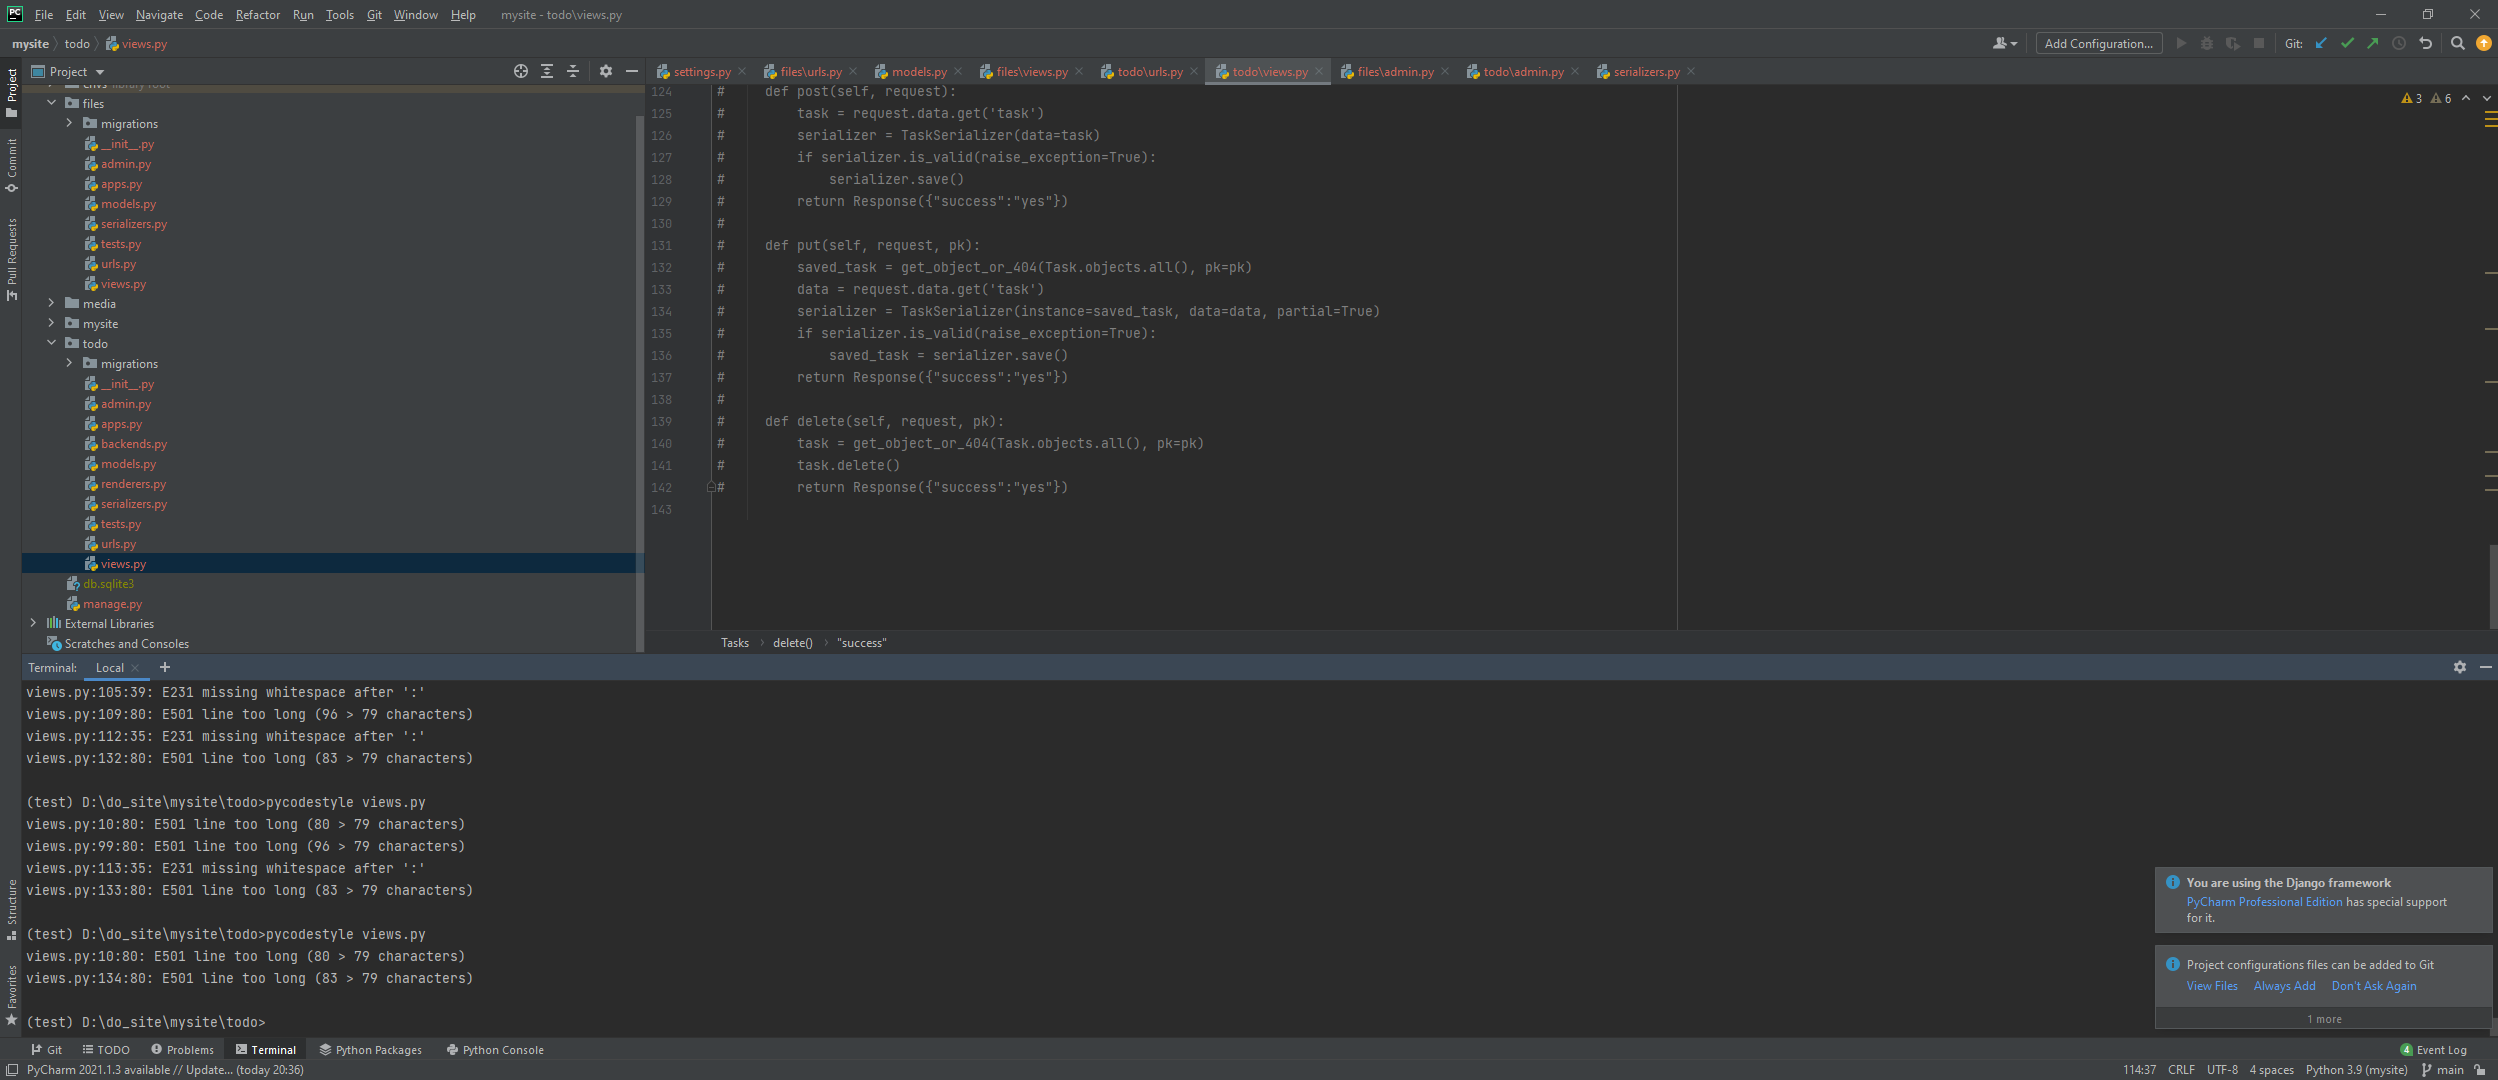 PC File Edit View Navigate Code Refactor Run Tools Git Window Help mysite - todo\views.py
mysite todo views.py Add Configuration... Git:
Project
settings.py files\urls.py models.py files\views.py todo\urls.py todo\views.py files\admin.py todo\admin.py serializers.py
Project
Commit
Pull Requests
Structure
Favorites
envs library root
files
migrations
__init__.py
admin.py
apps.py
models.py
serializers.py
tests.py
urls.py
views.py
media
mysite
todo
migrations
__init__.py
admin.py
apps.py
backends.py
models.py
renderers.py
serializers.py
tests.py
urls.py
views.py
db.sqlite3
manage.py
External Libraries
Scratches and Consoles
3 6
124 #     def post(self, request):
125 #         task = request.data.get('task')
126 #         serializer = TaskSerializer(data=task)
127 #         if serializer.is_valid(raise_exception=True):
128 #             serializer.save()
129 #         return Response({"success":"yes"})
130 #
131 #     def put(self, request, pk):
132 #         saved_task = get_object_or_404(Task.objects.all(), pk=pk)
133 #         data = request.data.get('task')
134 #         serializer = TaskSerializer(instance=saved_task, data=data, partial=True)
135 #         if serializer.is_valid(raise_exception=True):
136 #             saved_task = serializer.save()
137 #         return Response({"success":"yes"})
138 #
139 #     def delete(self, request, pk):
140 #         task = get_object_or_404(Task.objects.all(), pk=pk)
141 #         task.delete()
142 #         return Response({"success":"yes"})
143
Tasks delete() "success"
Terminal: Local +
views.py:105:39: E231 missing whitespace after ':'
views.py:109:80: E501 line too long (96 > 79 characters)
views.py:112:35: E231 missing whitespace after ':'
views.py:132:80: E501 line too long (83 > 79 characters)
(test) D:\do_site\mysite\todo>pycodestyle views.py
views.py:10:80: E501 line too long (80 > 79 characters)
views.py:99:80: E501 line too long (96 > 79 characters)
views.py:113:35: E231 missing whitespace after ':'
views.py:133:80: E501 line too long (83 > 79 characters)
(test) D:\do_site\mysite\todo>pycodestyle views.py
views.py:10:80: E501 line too long (80 > 79 characters)
views.py:134:80: E501 line too long (83 > 79 characters)
(test) D:\do_site\mysite\todo>
You are using the Django framework
PyCharm Professional Edition has special support
for it.
Project configurations files can be added to Git
View Files Always Add Don't Ask Again
1 more
Git TODO Problems Terminal Python Packages Python Console 4 Event Log
PyCharm 2021.1.3 available // Update... (today 20:36) 114:37 CRLF UTF-8 4 spaces Python 3.9 (mysite) main